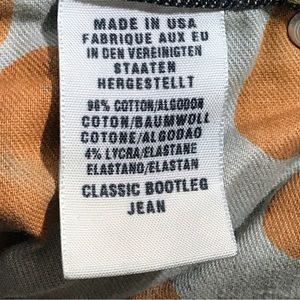 MADE IN USA
FABRIQUE AUX EU
IN DEN VEREINIGTEN
STAATEN
HERGESTELLT
96% COTTON/ALGODON
COTON/BAUMWOLL
COTONE/ALGODAO
4% LYCRA/ELASTANE
ELASTANO/ELASTAN
CLASSIC BOOTLEG
JEAN